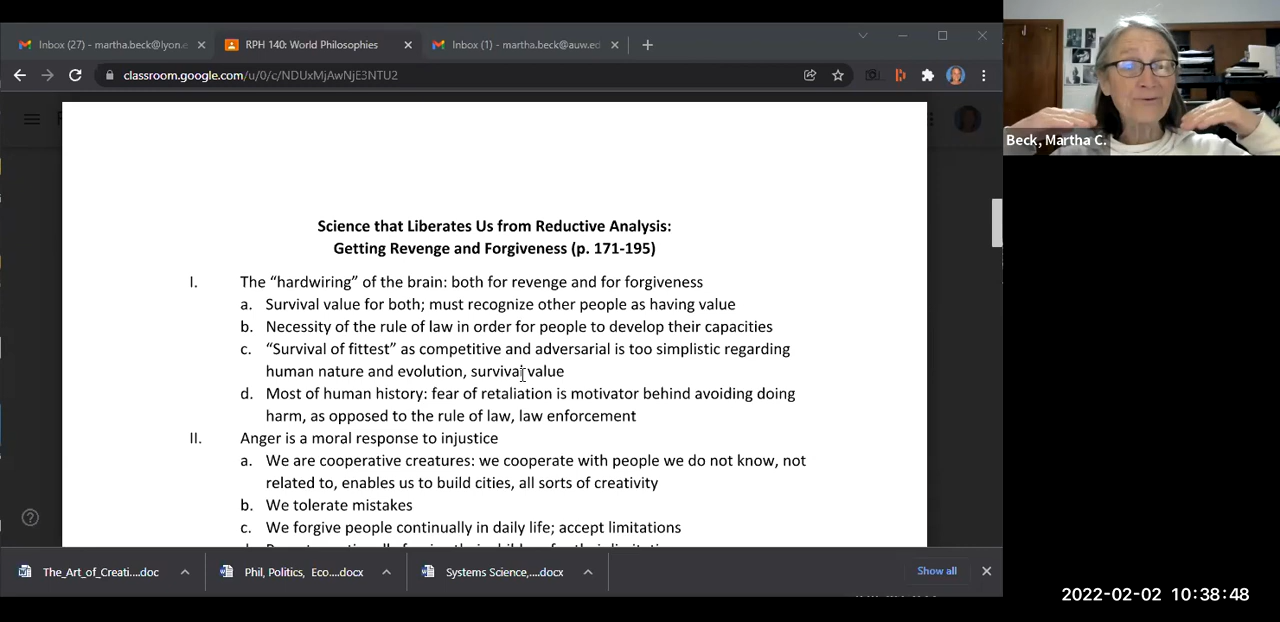 Inbox (27) - martha.beck@lyon.e
RPH 140: World Philosophies
Inbox (1) - martha.beck@auw.ed
classroom.google.com/u/0/c/NDUxMjAwNjE3NTU2
Beck, Martha C.
Science that Liberates Us from Reductive Analysis:
Getting Revenge and Forgiveness (p. 171-195)
I. The “hardwiring” of the brain: both for revenge and for forgiveness
a. Survival value for both; must recognize other people as having value
b. Necessity of the rule of law in order for people to develop their capacities
c. “Survival of fittest” as competitive and adversarial is too simplistic regarding
human nature and evolution, survival value
d. Most of human history: fear of retaliation is motivator behind avoiding doing
harm, as opposed to the rule of law, law enforcement
II. Anger is a moral response to injustice
a. We are cooperative creatures: we cooperate with people we do not know, not
related to, enables us to build cities, all sorts of creativity
b. We tolerate mistakes
c. We forgive people continually in daily life; accept limitations
The_Art_of_Creati....doc
Phil, Politics, Eco....docx
Systems Science,....docx
Show all
2022-02-02 10:38:48